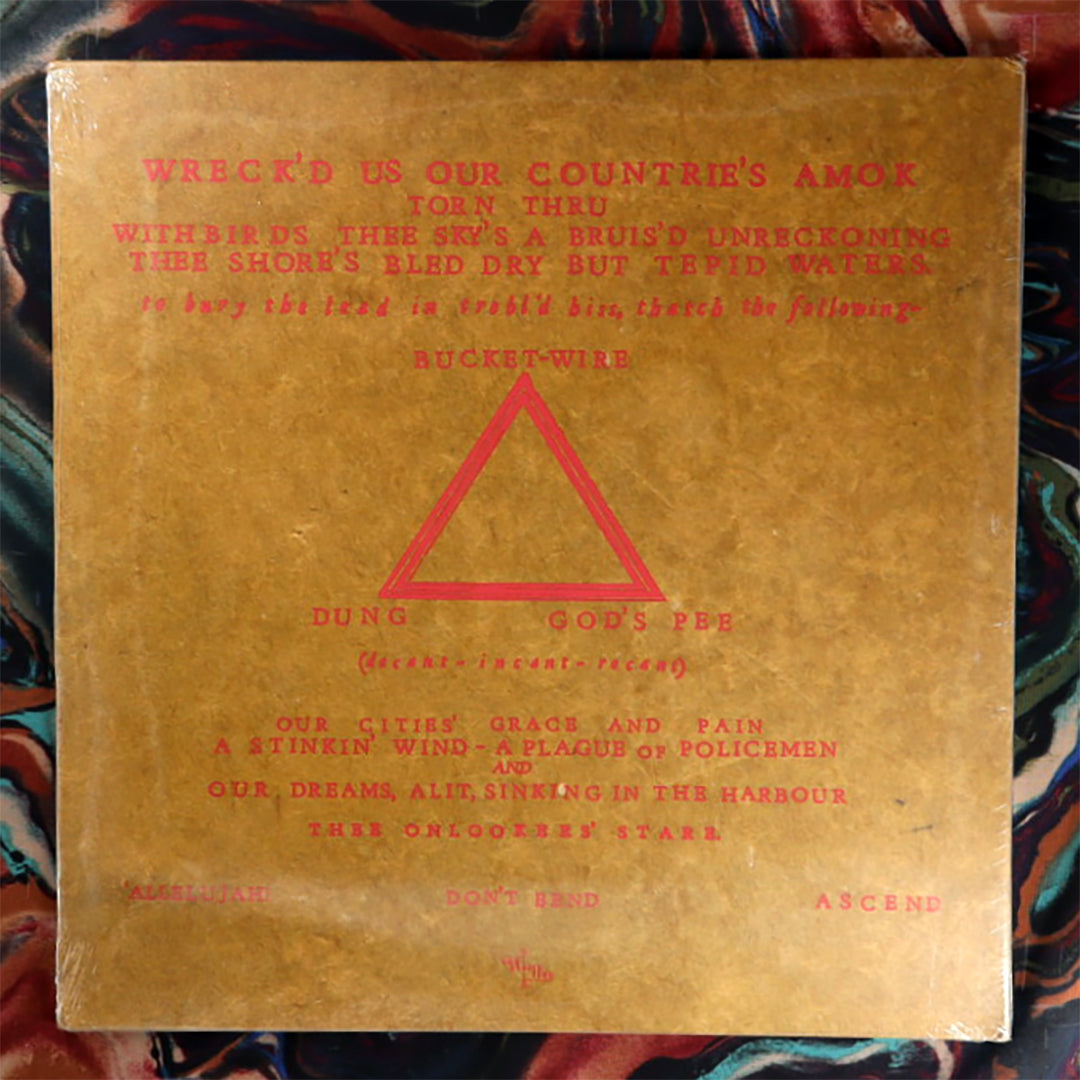 WRECK'D US OUR COUNTRIE'S AMOK
TORN THRU
WITH BIRDS THEE SKY'S A BRUIS'D UNRECKONING
THEE SHORE'S BLED DRY BUT TEPID WATERS.
to bury the lead in trobl'd hiss, thatch the following-
BUCKET-WIRE
DUNG GOD'S PEE
(decant - incant - recant)
OUR CITIES' GRACE AND PAIN
A STINKIN' WIND - A PLAGUE OF POLICEMEN
AND
OUR DREAMS, ALIT, SINKING IN THE HARBOUR
THEE ONLOOKERS' STARE.
'ALLELUJAH! DON'T BEND ASCEND